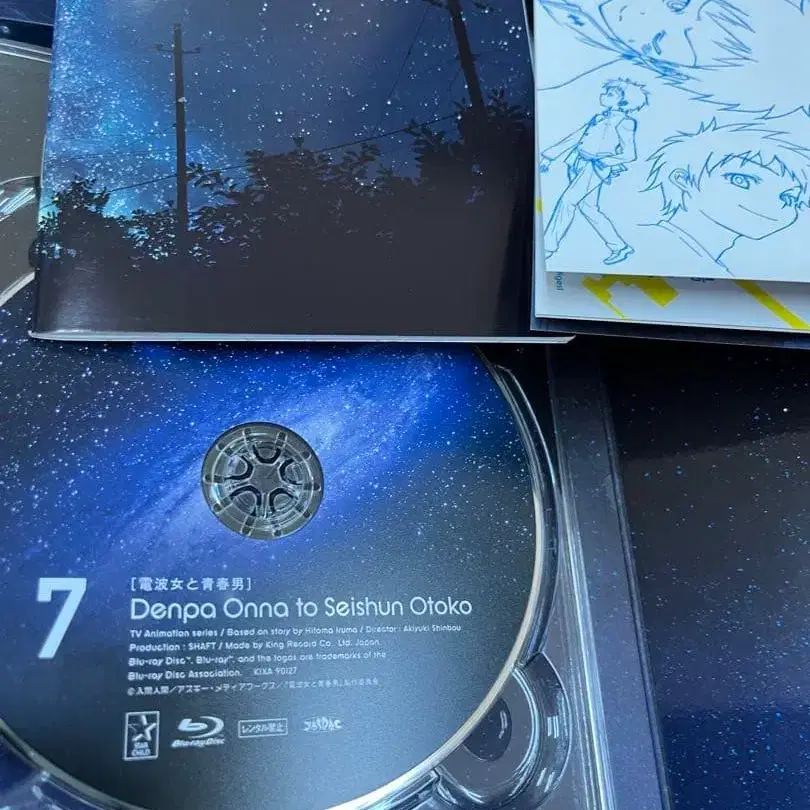 7
[電波女と青春男]
Denpa Onna to Seishun Otoko
TV Animation series / Based on story by Hitoma Iruma / Director : Akiyuki Shinbou
Production : SHAFT / Made by King Record Co., Ltd. Japan.
Blu-ray Disc™, Blu-ray™, and the logos are trademarks of the
Blu-ray Disc Association. KIXA 90127
©入間人間／アスキー・メディアワークス／『電波女と青春男』製作委員会
STAR CHILD
Blu-ray Disc
レンタル禁止
JASRAC